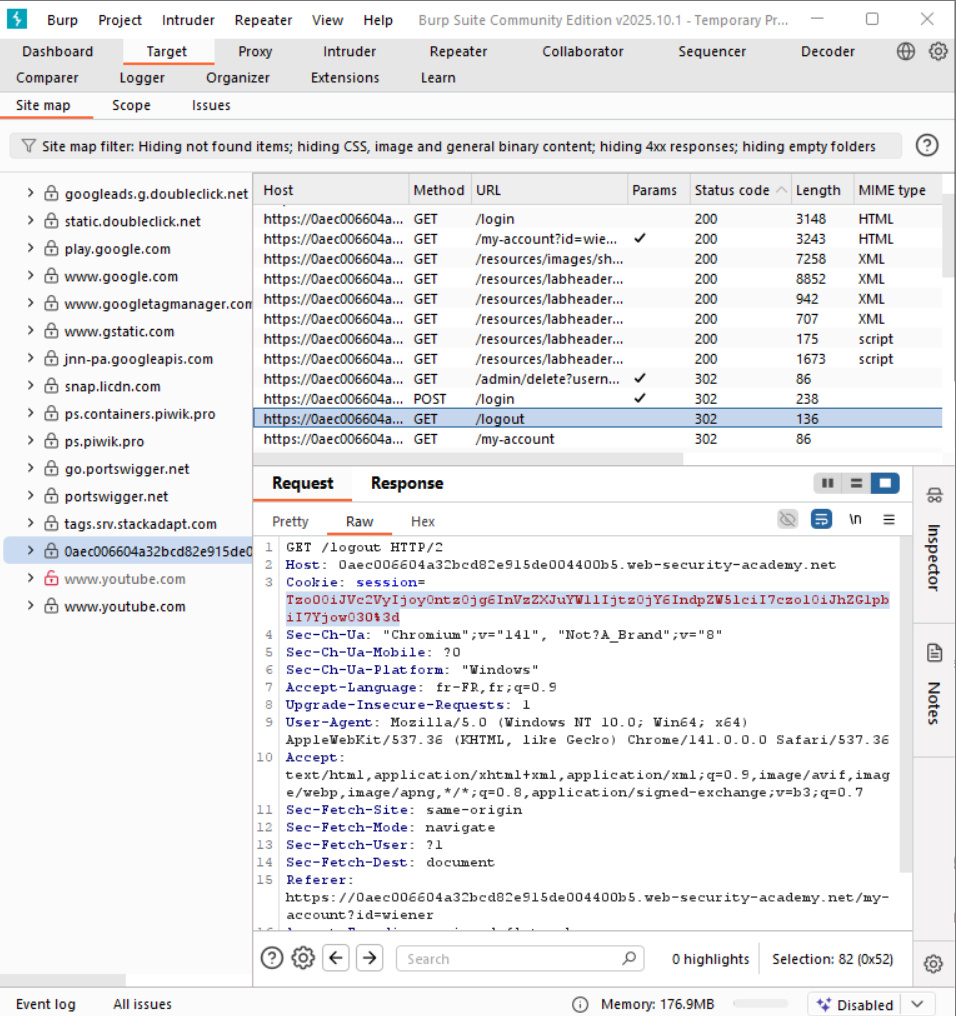 Burp Project Intruder Repeater View Help Burp Suite Community Edition v2025.10.1 - Temporary Pr...
Dashboard Target Proxy Intruder Repeater Collaborator Sequencer Decoder
Comparer Logger Organizer Extensions Learn
Site map Scope Issues
Site map filter: Hiding not found items; hiding CSS, image and general binary content; hiding 4xx responses; hiding empty folders
googleads.g.doubleclick.net
static.doubleclick.net
play.google.com
www.google.com
www.googletagmanager.com
www.gstatic.com
jnn-pa.googleapis.com
snap.licdn.com
ps.containers.piwik.pro
ps.piwik.pro
go.portswigger.net
portswigger.net
tags.srv.stackadapt.com
0aec006604a32bcd82e915de0
www.youtube.com
www.youtube.com
Host Method URL Params Status code Length MIME type
https://0aec006604a... GET /login 200 3148 HTML
https://0aec006604a... GET /my-account?id=wie... ✓ 200 3243 HTML
https://0aec006604a... GET /resources/images/sh... 200 7258 XML
https://0aec006604a... GET /resources/labheader... 200 8852 XML
https://0aec006604a... GET /resources/labheader... 200 942 XML
https://0aec006604a... GET /resources/labheader... 200 707 XML
https://0aec006604a... GET /resources/labheader... 200 175 script
https://0aec006604a... GET /resources/labheader... 200 1673 script
https://0aec006604a... GET /admin/delete?usern... ✓ 302 86
https://0aec006604a... POST /login ✓ 302 238
https://0aec006604a... GET /logout 302 136
https://0aec006604a... GET /my-account 302 86
Request Response
Pretty Raw Hex \n
1 GET /logout HTTP/2
2 Host: 0aec006604a32bcd82e915de004400b5.web-security-academy.net
3 Cookie: session=
Tzo0OiJVc2VyIjoyOntzOjg6InVzZXJuYW1lIjtzOjY6IndpZW5lciI7czo1OiJhZG1pb
iI7YjowO30%3d
4 Sec-Ch-Ua: "Chromium";v="141", "Not?A_Brand";v="8"
5 Sec-Ch-Ua-Mobile: ?0
6 Sec-Ch-Ua-Platform: "Windows"
7 Accept-Language: fr-FR,fr;q=0.9
8 Upgrade-Insecure-Requests: 1
9 User-Agent: Mozilla/5.0 (Windows NT 10.0; Win64; x64)
AppleWebKit/537.36 (KHTML, like Gecko) Chrome/141.0.0.0 Safari/537.36
10 Accept:
text/html,application/xhtml+xml,application/xml;q=0.9,image/avif,imag
e/webp,image/apng,*/*;q=0.8,application/signed-exchange;v=b3;q=0.7
11 Sec-Fetch-Site: same-origin
12 Sec-Fetch-Mode: navigate
13 Sec-Fetch-User: ?1
14 Sec-Fetch-Dest: document
15 Referer:
https://0aec006604a32bcd82e915de004400b5.web-security-academy.net/my-
account?id=wiener
Inspector
Notes
Search 0 highlights Selection: 82 (0x52)
Event log All issues Memory: 176.9MB Disabled